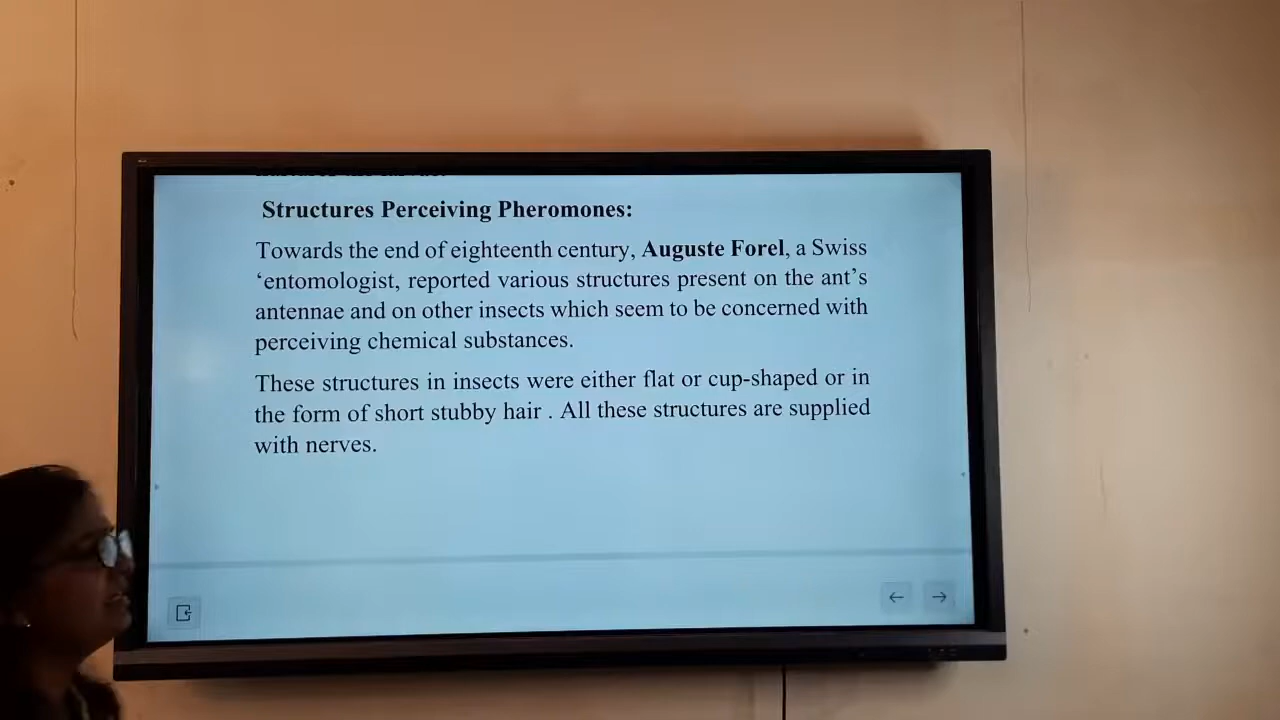 Structures Perceiving Pheromones:
Towards the end of eighteenth century, Auguste Forel, a Swiss
‘entomologist, reported various structures present on the ant’s
antennae and on other insects which seem to be concerned with
perceiving chemical substances.
These structures in insects were either flat or cup-shaped or in
the form of short stubby hair . All these structures are supplied
with nerves.